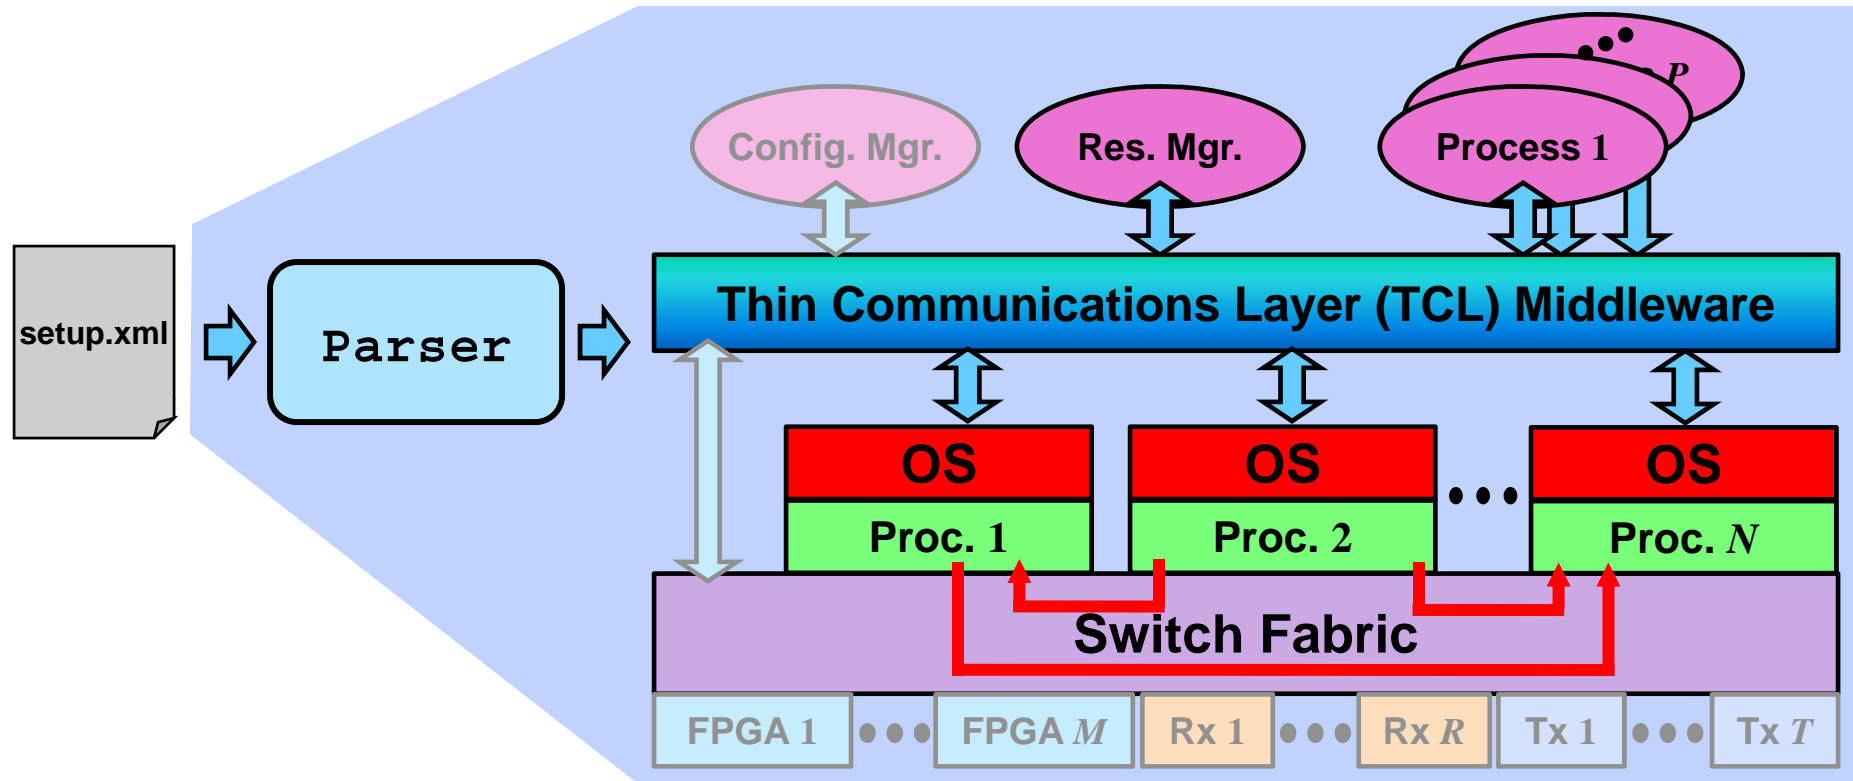 P
Config. Mgr.
Res. Mgr.
Process 1
setup.xml
Parser
Thin Communications Layer (TCL) Middleware
OS
OS
OS
Proc. 1
Proc. 2
Proc. N
Switch Fabric
FPGA 1
FPGA M
Rx 1
Rx R
Tx 1
Tx T